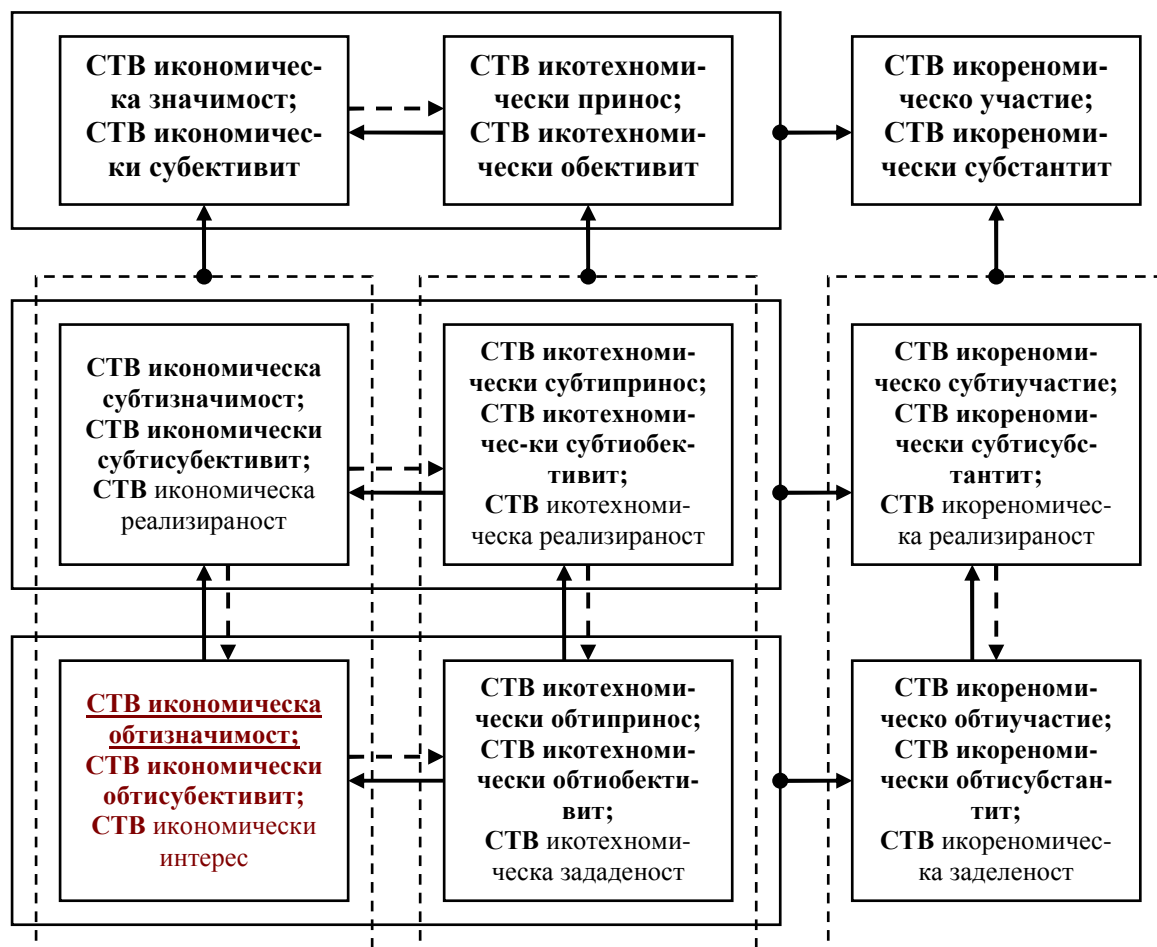 СТВ икономичес-
ка значимост;
СТВ икономичес-
ки субективит
СТВ икотехноми-
чески принос;
СТВ икотехноми-
чески обективит
СТВ икореноми-
ческо участие;
СТВ икореноми-
чески субстантит
СТВ икономическа
субтизначимост;
СТВ икономически
субтисубективит;
СТВ икономическа
реализираност
СТВ икотехноми-
чески субтипринос;
СТВ икотехноми-
чес-ки субтиобек-
тивит;
СТВ икотехноми-
ческа реализираност
СТВ икореноми-
ческо субтиучастие;
СТВ икореноми-
чески субтисубс-
тантит;
СТВ икореномичес-
ка реализираност
СТВ икономическа
обтизначимост;
СТВ икономически
обтисубективит;
СТВ икономически
интерес
СТВ икотехноми-
чески обтипринос;
СТВ икотехноми-
чески обтиобекти-
вит;
СТВ икотехноми-
ческа зададеност
СТВ икореноми-
ческо обтиучастие;
СТВ икореноми-
чески обтисубстан-
тит;
СТВ икореномичес-
ка заделеност